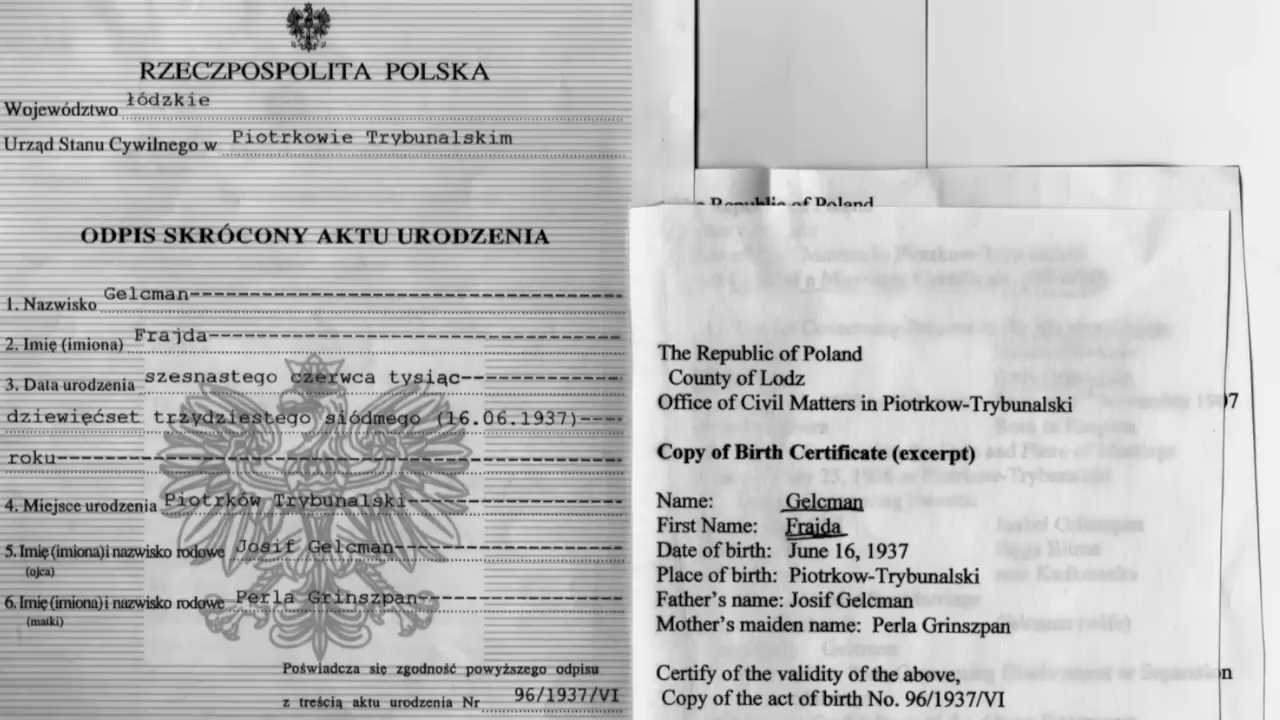 RZECZPOSPOLITA POLSKA
Województwo łódzkie
Urząd Stanu Cywilnego w Piotrkowie Trybunalskim
ODPIS SKRÓCONY AKTU URODZENIA
1. Nazwisko Gelcman
2. Imię (imiona) Frajda
3. Data urodzenia szesnastego czerwca tysiąc
dziewięćset trzydziestego siódmego (16.06.1937)
roku
4. Miejsce urodzenia Piotrków Trybunalski
5. Imię (imiona) i nazwisko rodowe Josif Gelcman
(ojca)
6. Imię (imiona) i nazwisko rodowe Perla Grinszpan
(matki)
Poświadcza się zgodność powyższego odpisu
z treścią aktu urodzenia Nr 96/1937/VI
Republic of Poland
The Republic of Poland
County of Lodz
Office of Civil Matters in Piotrkow-Trybunalski
Copy of Birth Certificate (excerpt)
Name: Gelcman
First Name: Frajda
Date of birth: June 16, 1937
Place of birth: Piotrkow-Trybunalski
Father's name: Josif Gelcman
Mother's maiden name: Perla Grinszpan
Certify of the validity of the above,
Copy of the act of birth No. 96/1937/VI